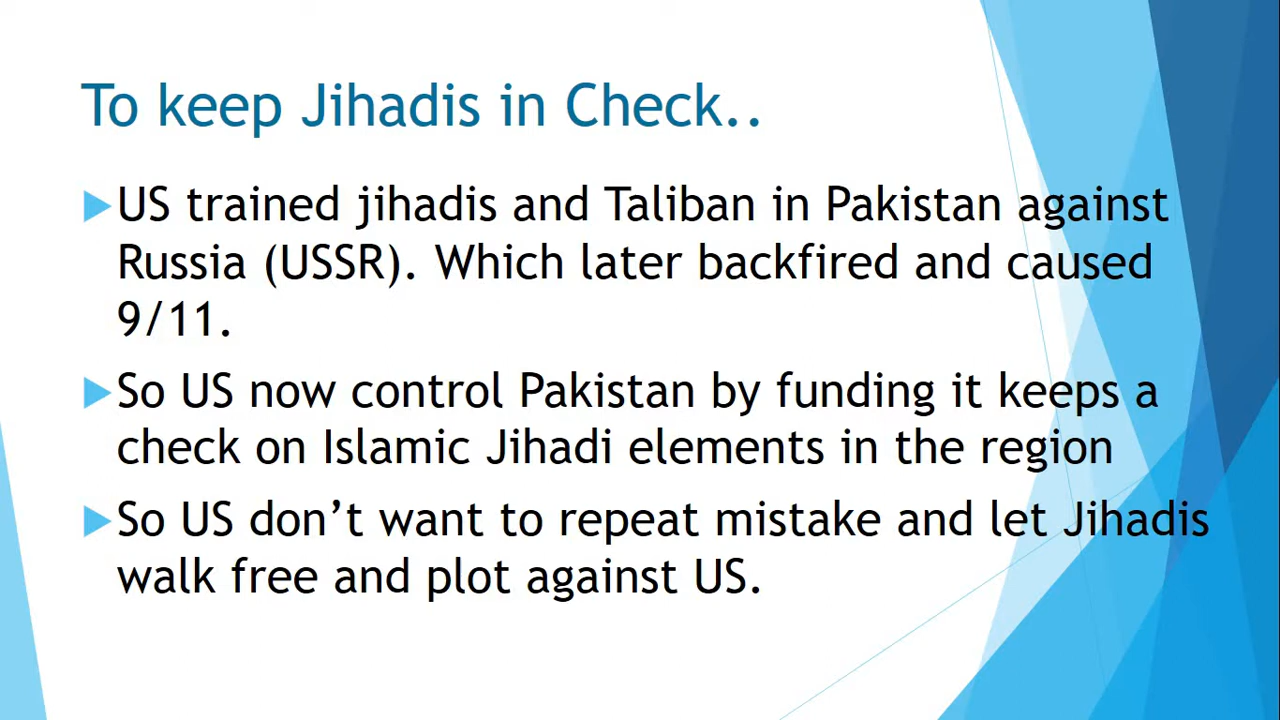 To keep Jihadis in Check..
US trained jihadis and Taliban in Pakistan against
Russia (USSR). Which later backfired and caused
9/11.
So US now control Pakistan by funding it keeps a
check on Islamic Jihadi elements in the region
So US don’t want to repeat mistake and let Jihadis
walk free and plot against US.